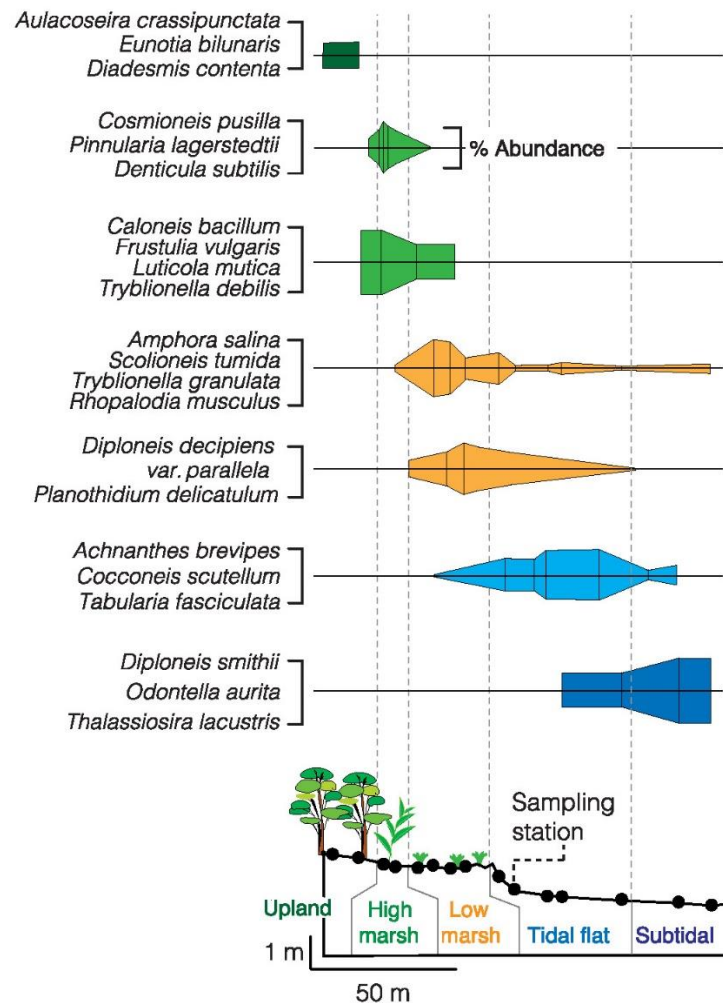 Aulacoseira crassipunctata
Eunotia bilunaris
Diadesmis contenta
Cosmioneis pusilla
Pinnularia lagerstedtii
Denticula subtilis
% Abundance
Caloneis bacillum
Frustulia vulgaris
Luticola mutica
Tryblionella debilis
Amphora salina
Scolioneis tumida
Tryblionella granulata
Rhopalodia musculus
Diploneis decipiens
var. parallela
Planothidium delicatulum
Achnanthes brevipes
Cocconeis scutellum
Tabularia fasciculata
Diploneis smithii
Odontella aurita
Thalassiosira lacustris
Sampling
station
Upland
High
marsh
Low
marsh
Tidal flat
Subtidal
1 m
50 m